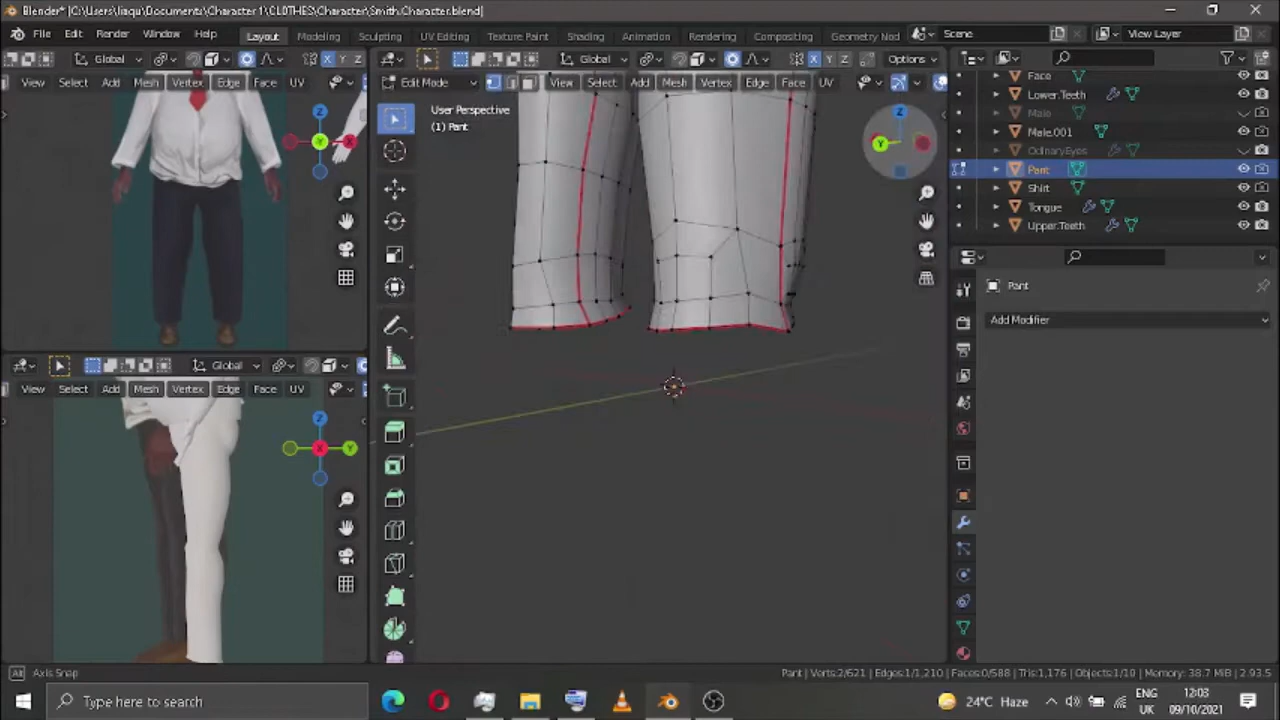 Blender* [C:\Users\liaqu\Documents\Character 1\CLOTHES\Character\Smith.Character.blend]
File Edit Render Window Help Layout Modeling Sculpting UV Editing Texture Paint Shading Animation Rendering Compositing Geometry Nod Scene View Layer
Global Global Options
View Select Add Mesh Vertex Edge Edit Mode View Select Add Mesh Vertex Edge Face UV
User Perspective
(1) Pant
Z
Y
X
Z
Y
Face
Lower.Teeth
Male
Male.001
OdinaryEyes
Pant
Shirt
Tongue
Upper.Teeth
Pant
Add Modifier
Global
View Select Add Mesh Vertex Edge Face UV
Z
X
Y
Alt Axis Snap
Pant | Verts:2/621 | Edges:1/1,210 | Faces:0/588 | Tris:1,176 | Objects:1/10 | Memory: 38.7 MiB | 2.93.5
Type here to search
24°C Haze
ENG
UK
12:03
09/10/2021